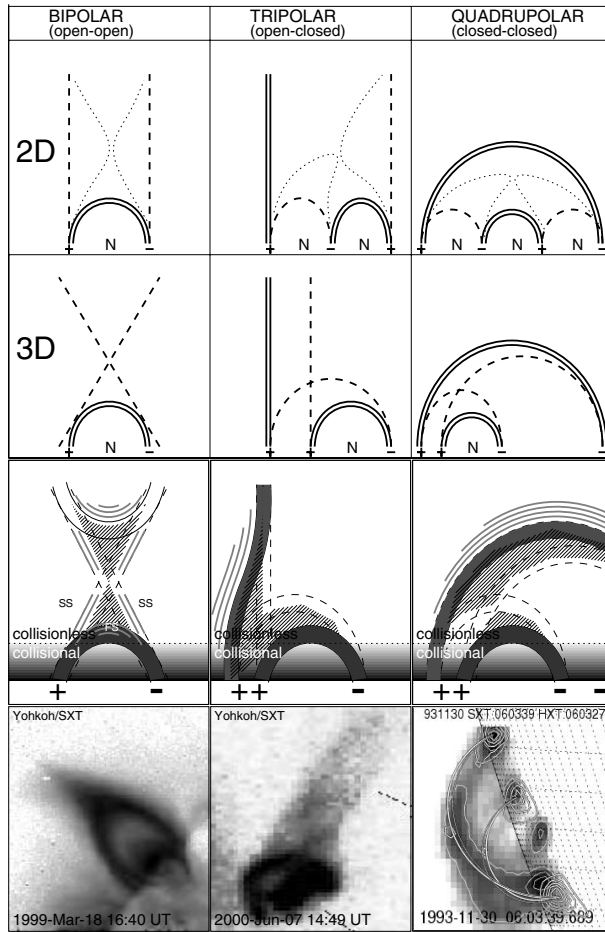 BIPOLAR
(open-open)
TRIPOLAR
(open-closed)
QUADRUPOLAR
(closed-closed)
2D
N
+ -
N N
+ - + -
N N N
+ - + -
3D
N
+ -
N
+ + -
N
+ + -
SS SS
FS
collisionless
collisional
+ -
collisionless
collisional
+ + -
collisionless
collisional
+ + - -
Yohkoh/SXT
1999-Mar-18 16:40 UT
Yohkoh/SXT
2000-Jun-07 14:49 UT
931130 SXT:060339 HXT:060327
1993-11-30 06:03:39.689